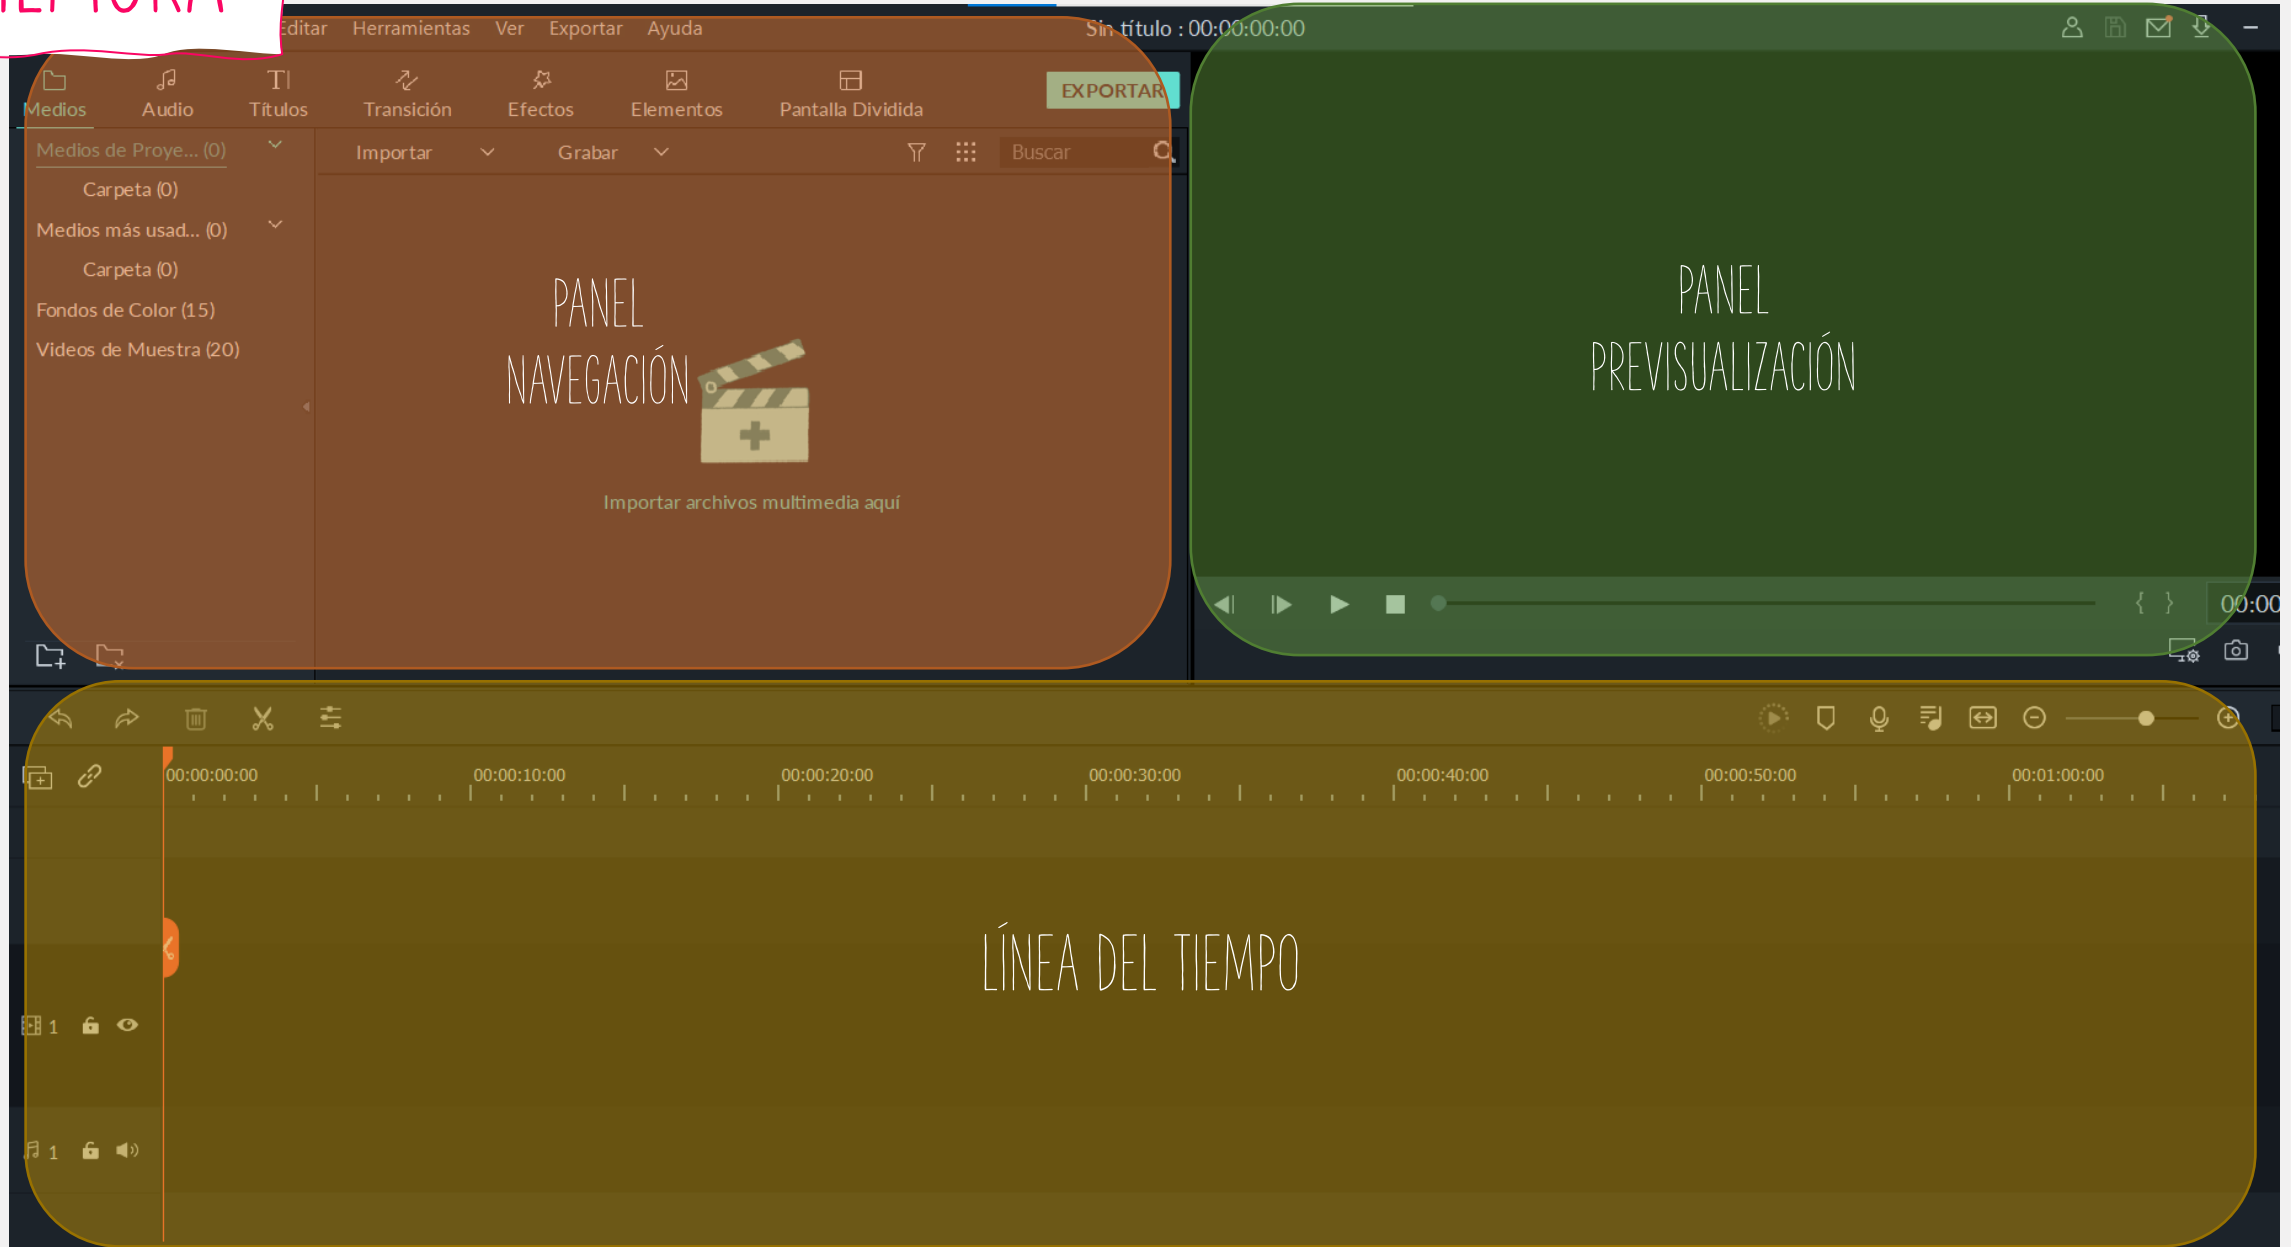 Editar Herramientas Ver Exportar Ayuda
Sin título : 00:00:00:00
Medios Audio Títulos Transición Efectos Elementos Pantalla Dividida EXPORTAR
Medios de Proye... (0)
Importar Grabar Buscar
Carpeta (0)
Medios más usad... (0)
Carpeta (0)
Fondos de Color (15)
Videos de Muestra (20)
PANEL
NAVEGACIÓN
Importar archivos multimedia aquí
PANEL
PREVISUALIZACIÓN
{ } 00:00
00:00:00:00 00:00:10:00 00:00:20:00 00:00:30:00 00:00:40:00 00:00:50:00 00:01:00:00
LÍNEA DEL TIEMPO
1
1